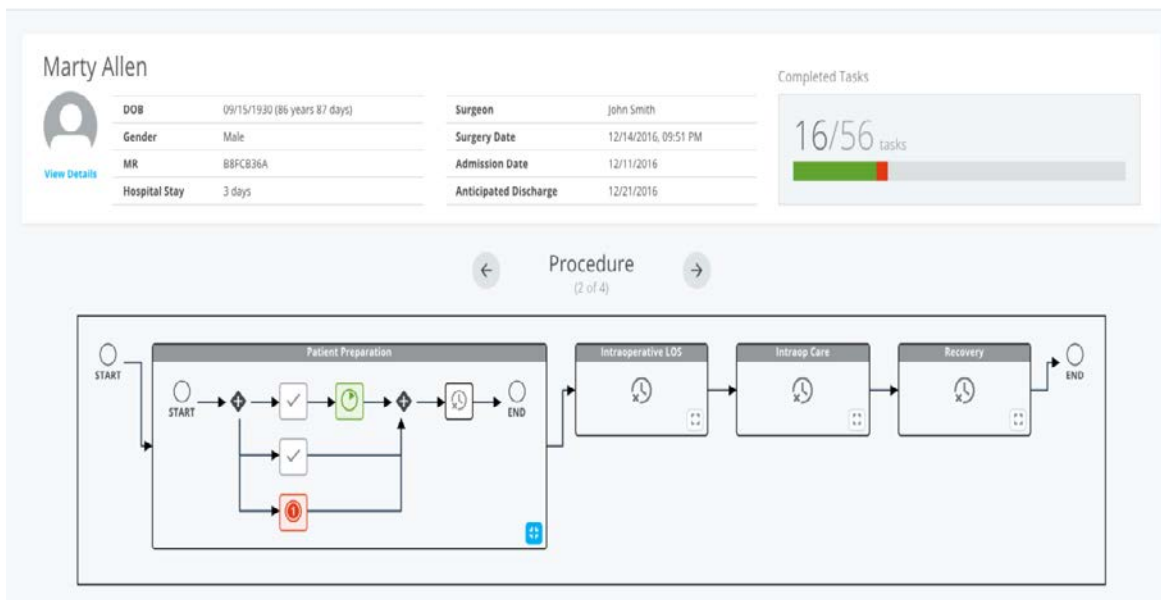 Marty Allen
Completed Tasks
DOB 09/15/1930 (86 years 87 days)
Surgeon John Smith
Gender Male
Surgery Date 12/14/2016, 09:51 PM
16/56 tasks
MR B8FCB36A
Admission Date 12/11/2016
View Details
Hospital Stay 3 days
Anticipated Discharge 12/21/2016
Procedure
(2 of 4)
START
Patient Preparation
Intraoperative LOS
Intraop Care
Recovery
END
START
END
1